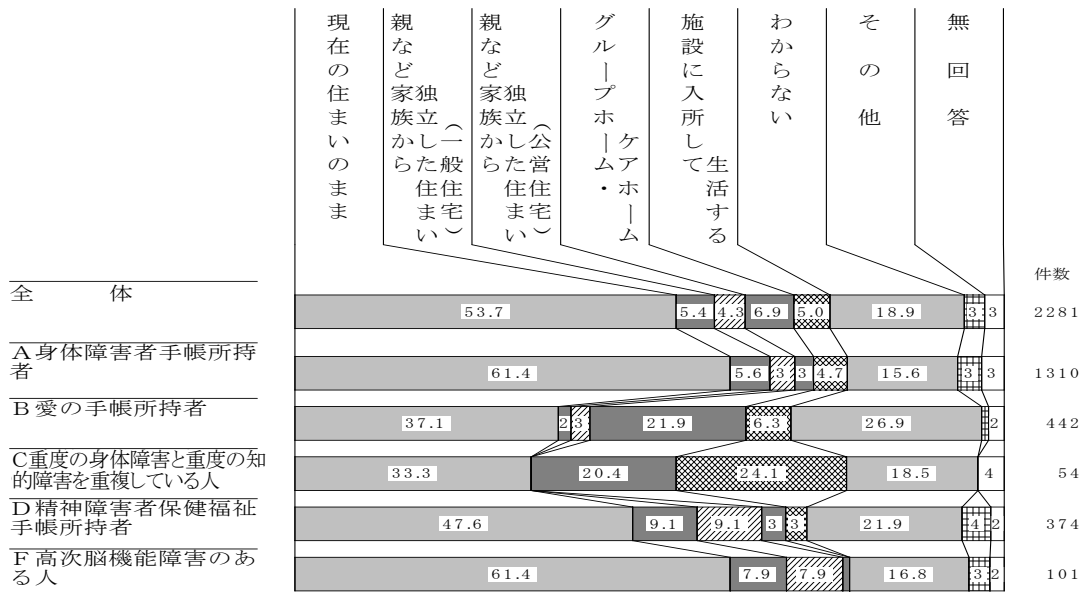 現在の住まいのまま
親など家族から
独立した住まい
（一般住宅）
親など家族から
独立した住まい
（公営住宅）
グループホーム・
ケアホーム
施設に入所して
生活する
わからない
その他
無回答
件数
全　体
53.7 5.4 4.3 6.9 5.0 18.9 3 3 2281
A身体障害者手帳所持
者
61.4 5.6 3 3 4.7 15.6 3 3 1310
B愛の手帳所持者
37.1 2 3 21.9 6.3 26.9 2 442
C重度の身体障害と重度の知
的障害を重複している人
33.3 20.4 24.1 18.5 4 54
D精神障害者保健福祉
手帳所持者
47.6 9.1 9.1 3 3 21.9 4 2 374
F高次脳機能障害のあ
る人
61.4 7.9 7.9 16.8 3 2 101